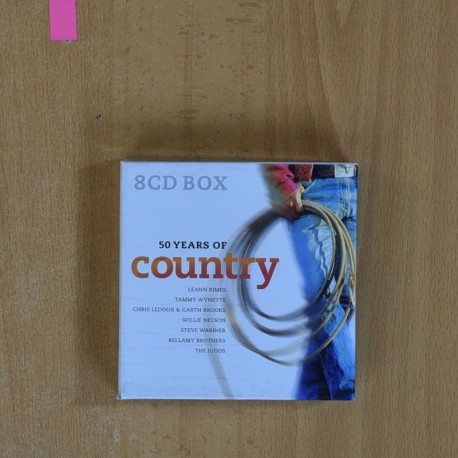 8CD BOX
50 YEARS OF
country
LEANN RIMES
TAMMY WYNETTE
CHRIS LEDOUX & GARTH BROOKS
WILLIE NELSON
STEVE WARINER
BELLAMY BROTHERS
THE JUDDS